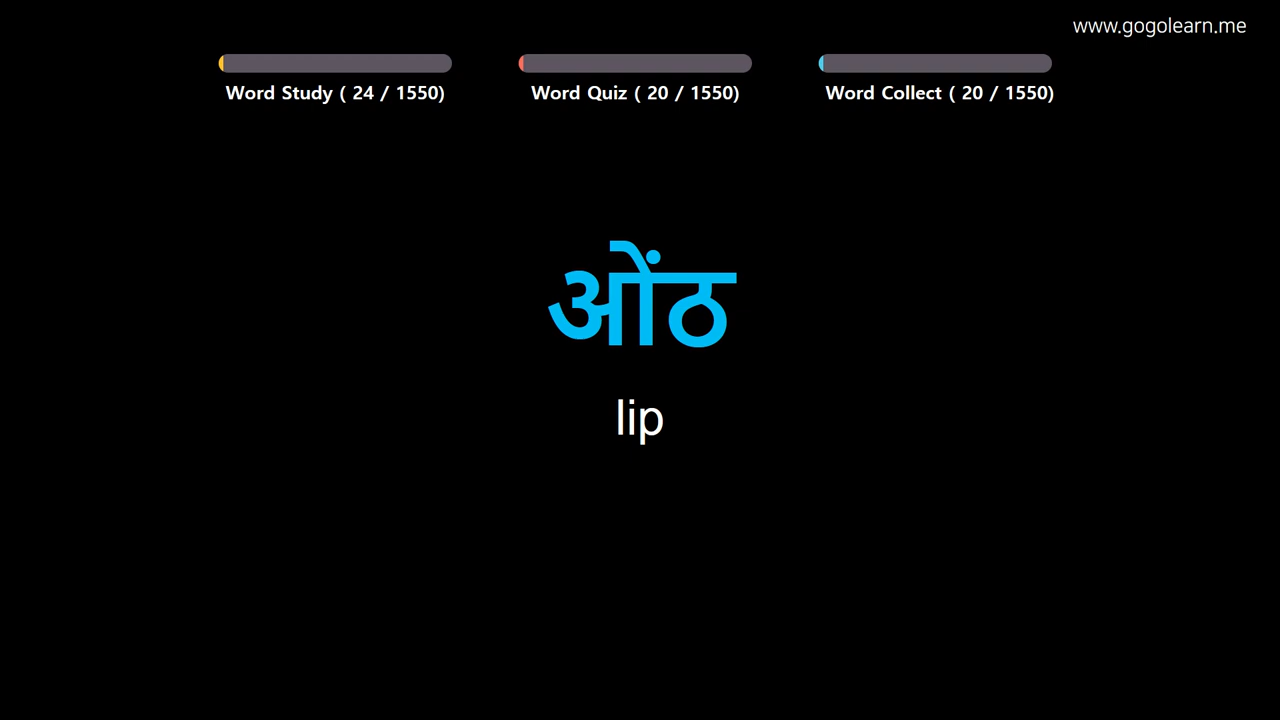 www.gogolearn.me
Word Study ( 24 / 1550)
Word Quiz ( 20 / 1550)
Word Collect ( 20 / 1550)
ओंठ
lip